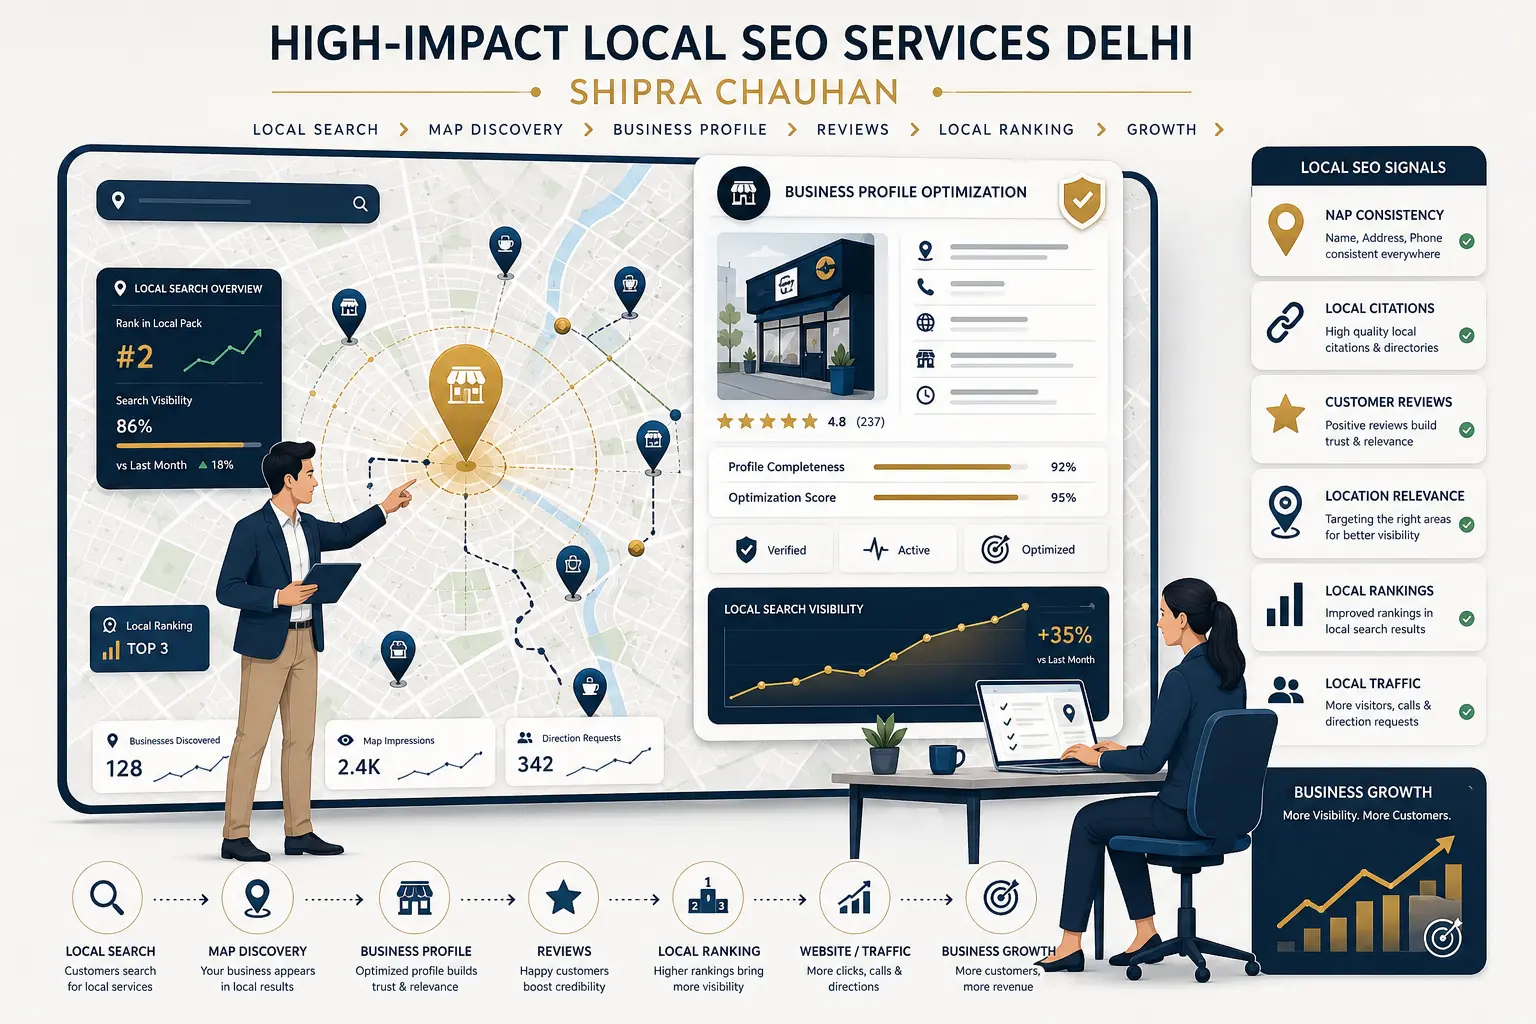 HIGH-IMPACT LOCAL SEO SERVICES DELHI
SHIPRA CHAUHAN
LOCAL SEARCH > MAP DISCOVERY > BUSINESS PROFILE > REVIEWS > LOCAL RANKING > GROWTH >
LOCAL SEARCH OVERVIEW
Rank in Local Pack
#2
Search Visibility
86%
vs Last Month ▲ 18%
Local Ranking
TOP 3
Businesses Discovered
128
Map Impressions
2.4K
Direction Requests
342
BUSINESS PROFILE OPTIMIZATION
4.8 (237)
Profile Completeness 92%
Optimization Score 95%
Verified
Active
Optimized
LOCAL SEARCH VISIBILITY
+35%
vs Last Month
LOCAL SEO SIGNALS
NAP CONSISTENCY
Name, Address, Phone
consistent everywhere
LOCAL CITATIONS
High quality local
citations & directories
CUSTOMER REVIEWS
Positive reviews build
trust & relevance
LOCATION RELEVANCE
Targeting the right areas
for better visibility
LOCAL RANKINGS
Improved rankings in
local search results
LOCAL TRAFFIC
More visitors, calls &
direction requests
BUSINESS GROWTH
More Visibility. More Customers.
LOCAL SEARCH
Customers search
for local services
MAP DISCOVERY
Your business appears
in local results
BUSINESS PROFILE
Optimized profile builds
trust & relevance
REVIEWS
Happy customers
boost credibility
1
2 3
LOCAL RANKING
Higher rankings bring
more visibility
WEBSITE / TRAFFIC
More clicks, calls &
directions
BUSINESS GROWTH
More customers,
more revenue